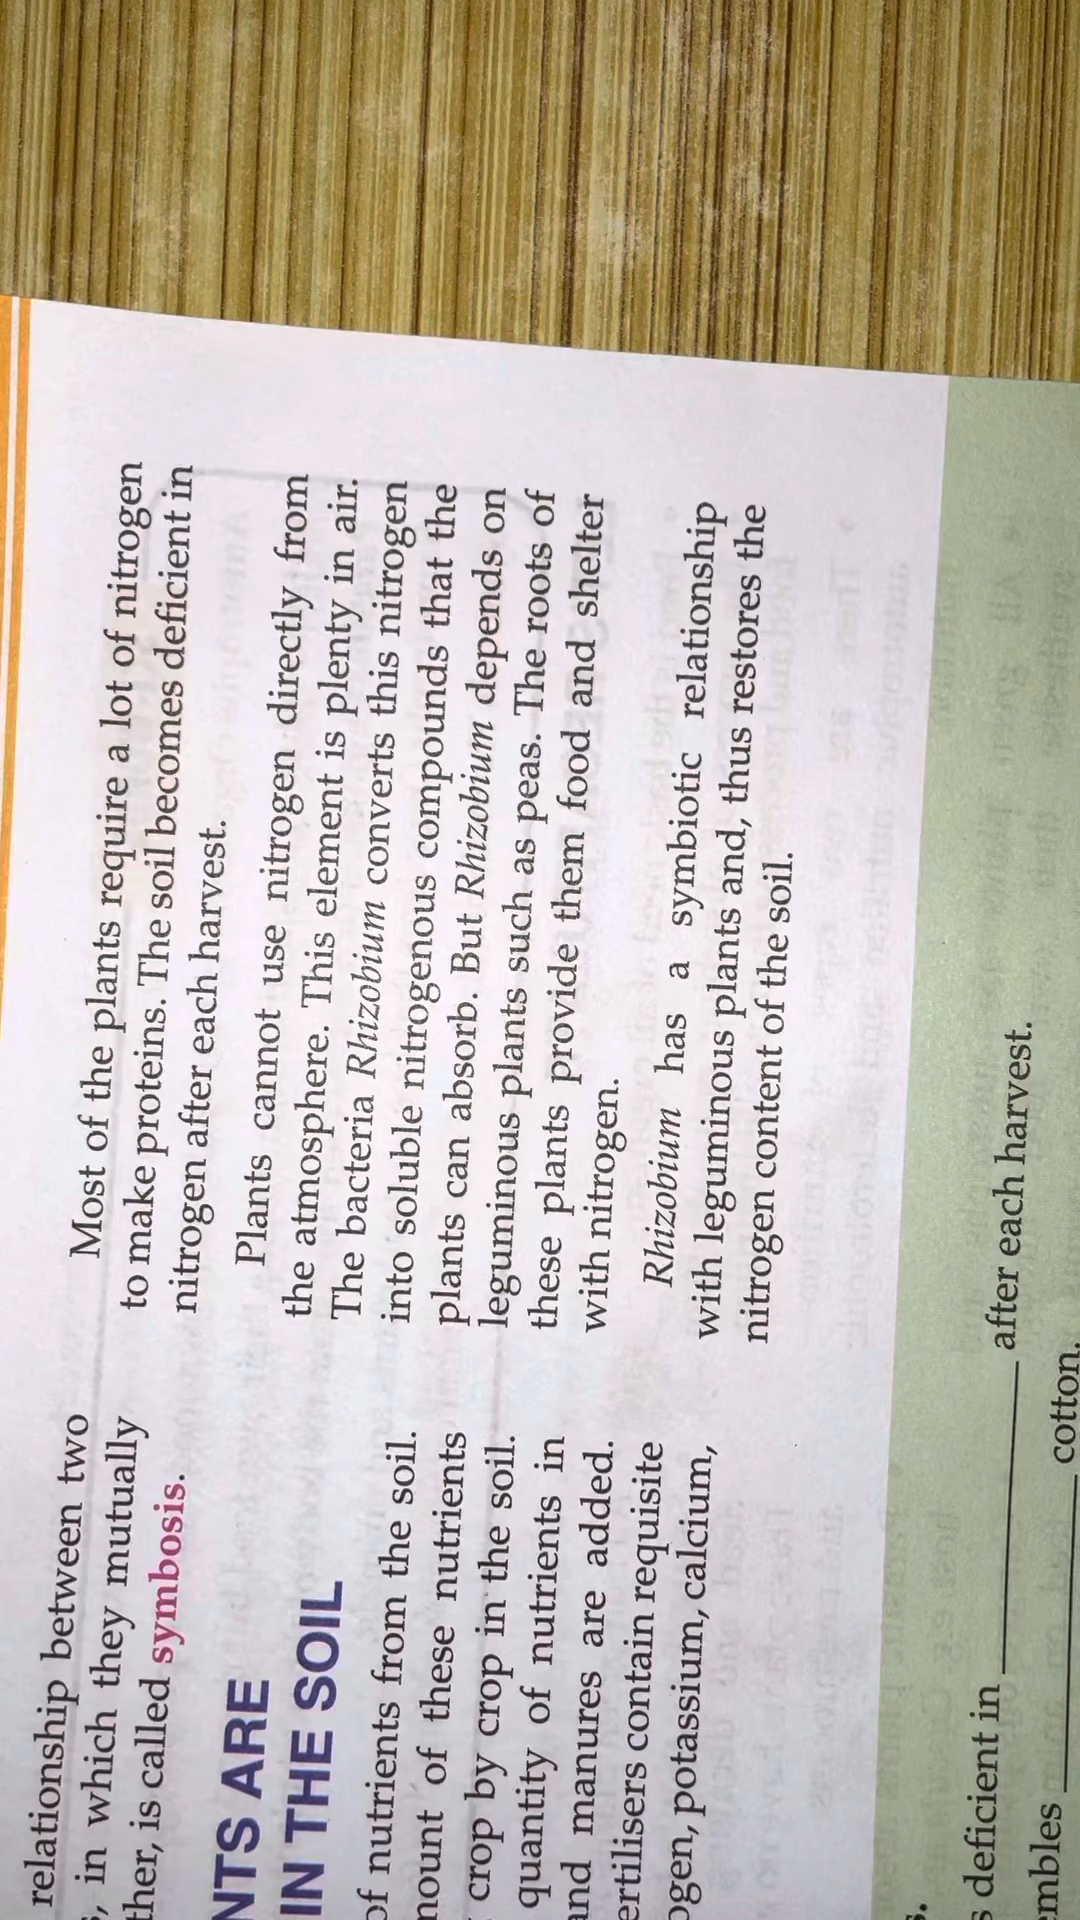 relationship between two
in which they mutually
ther, is called symbosis.
NTS ARE
IN THE SOIL
of nutrients from the soil.
mount of these nutrients
crop by crop in the soil.
quantity of nutrients in
and manures are added.
ertilisers contain requisite
ogen, potassium, calcium,
Most of the plants require a lot of nitrogen
to make proteins. The soil becomes deficient in
nitrogen after each harvest.
Plants cannot use nitrogen directly from
the atmosphere. This element is plenty in air.
The bacteria Rhizobium converts this nitrogen
into soluble nitrogenous compounds that the
plants can absorb. But Rhizobium depends on
leguminous plants such as peas. The roots of
these plants provide them food and shelter
with nitrogen.
Rhizobium has a symbiotic relationship
with leguminous plants and, thus restores the
nitrogen content of the soil.
s.
s deficient in ______ after each harvest.
mbles ______ cotton.